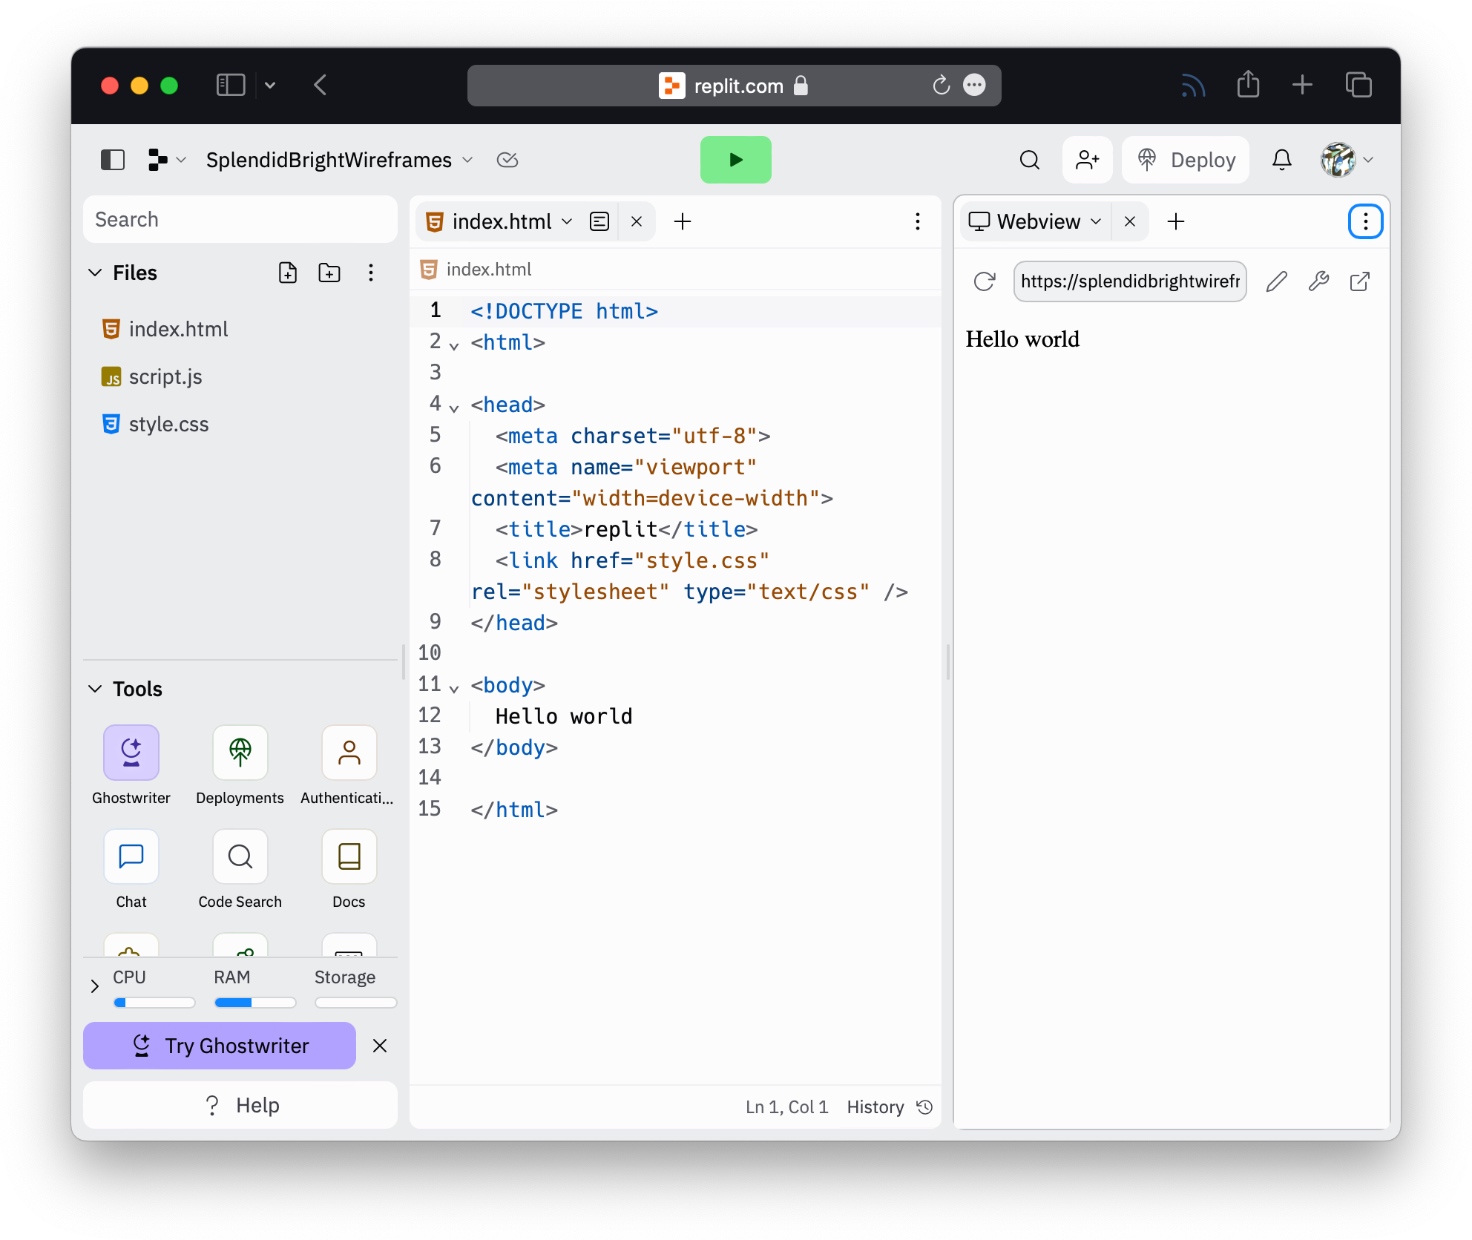 replit.com
SplendidBrightWireframes
Deploy
Search
Files
index.html
script.js
style.css
Tools
Ghostwriter
Deployments
Authenticati...
Chat
Code Search
Docs
CPU
RAM
Storage
Try Ghostwriter
? Help
index.html
index.html
1 <!DOCTYPE html>
2 <html>
3
4 <head>
5 <meta charset="utf-8">
6 <meta name="viewport"
content="width=device-width">
7 <title>replit</title>
8 <link href="style.css"
rel="stylesheet" type="text/css" />
9 </head>
10
11 <body>
12 Hello world
13 </body>
14
15 </html>
Ln 1, Col 1
History
Webview
https://splendidbrightwirefr
Hello world